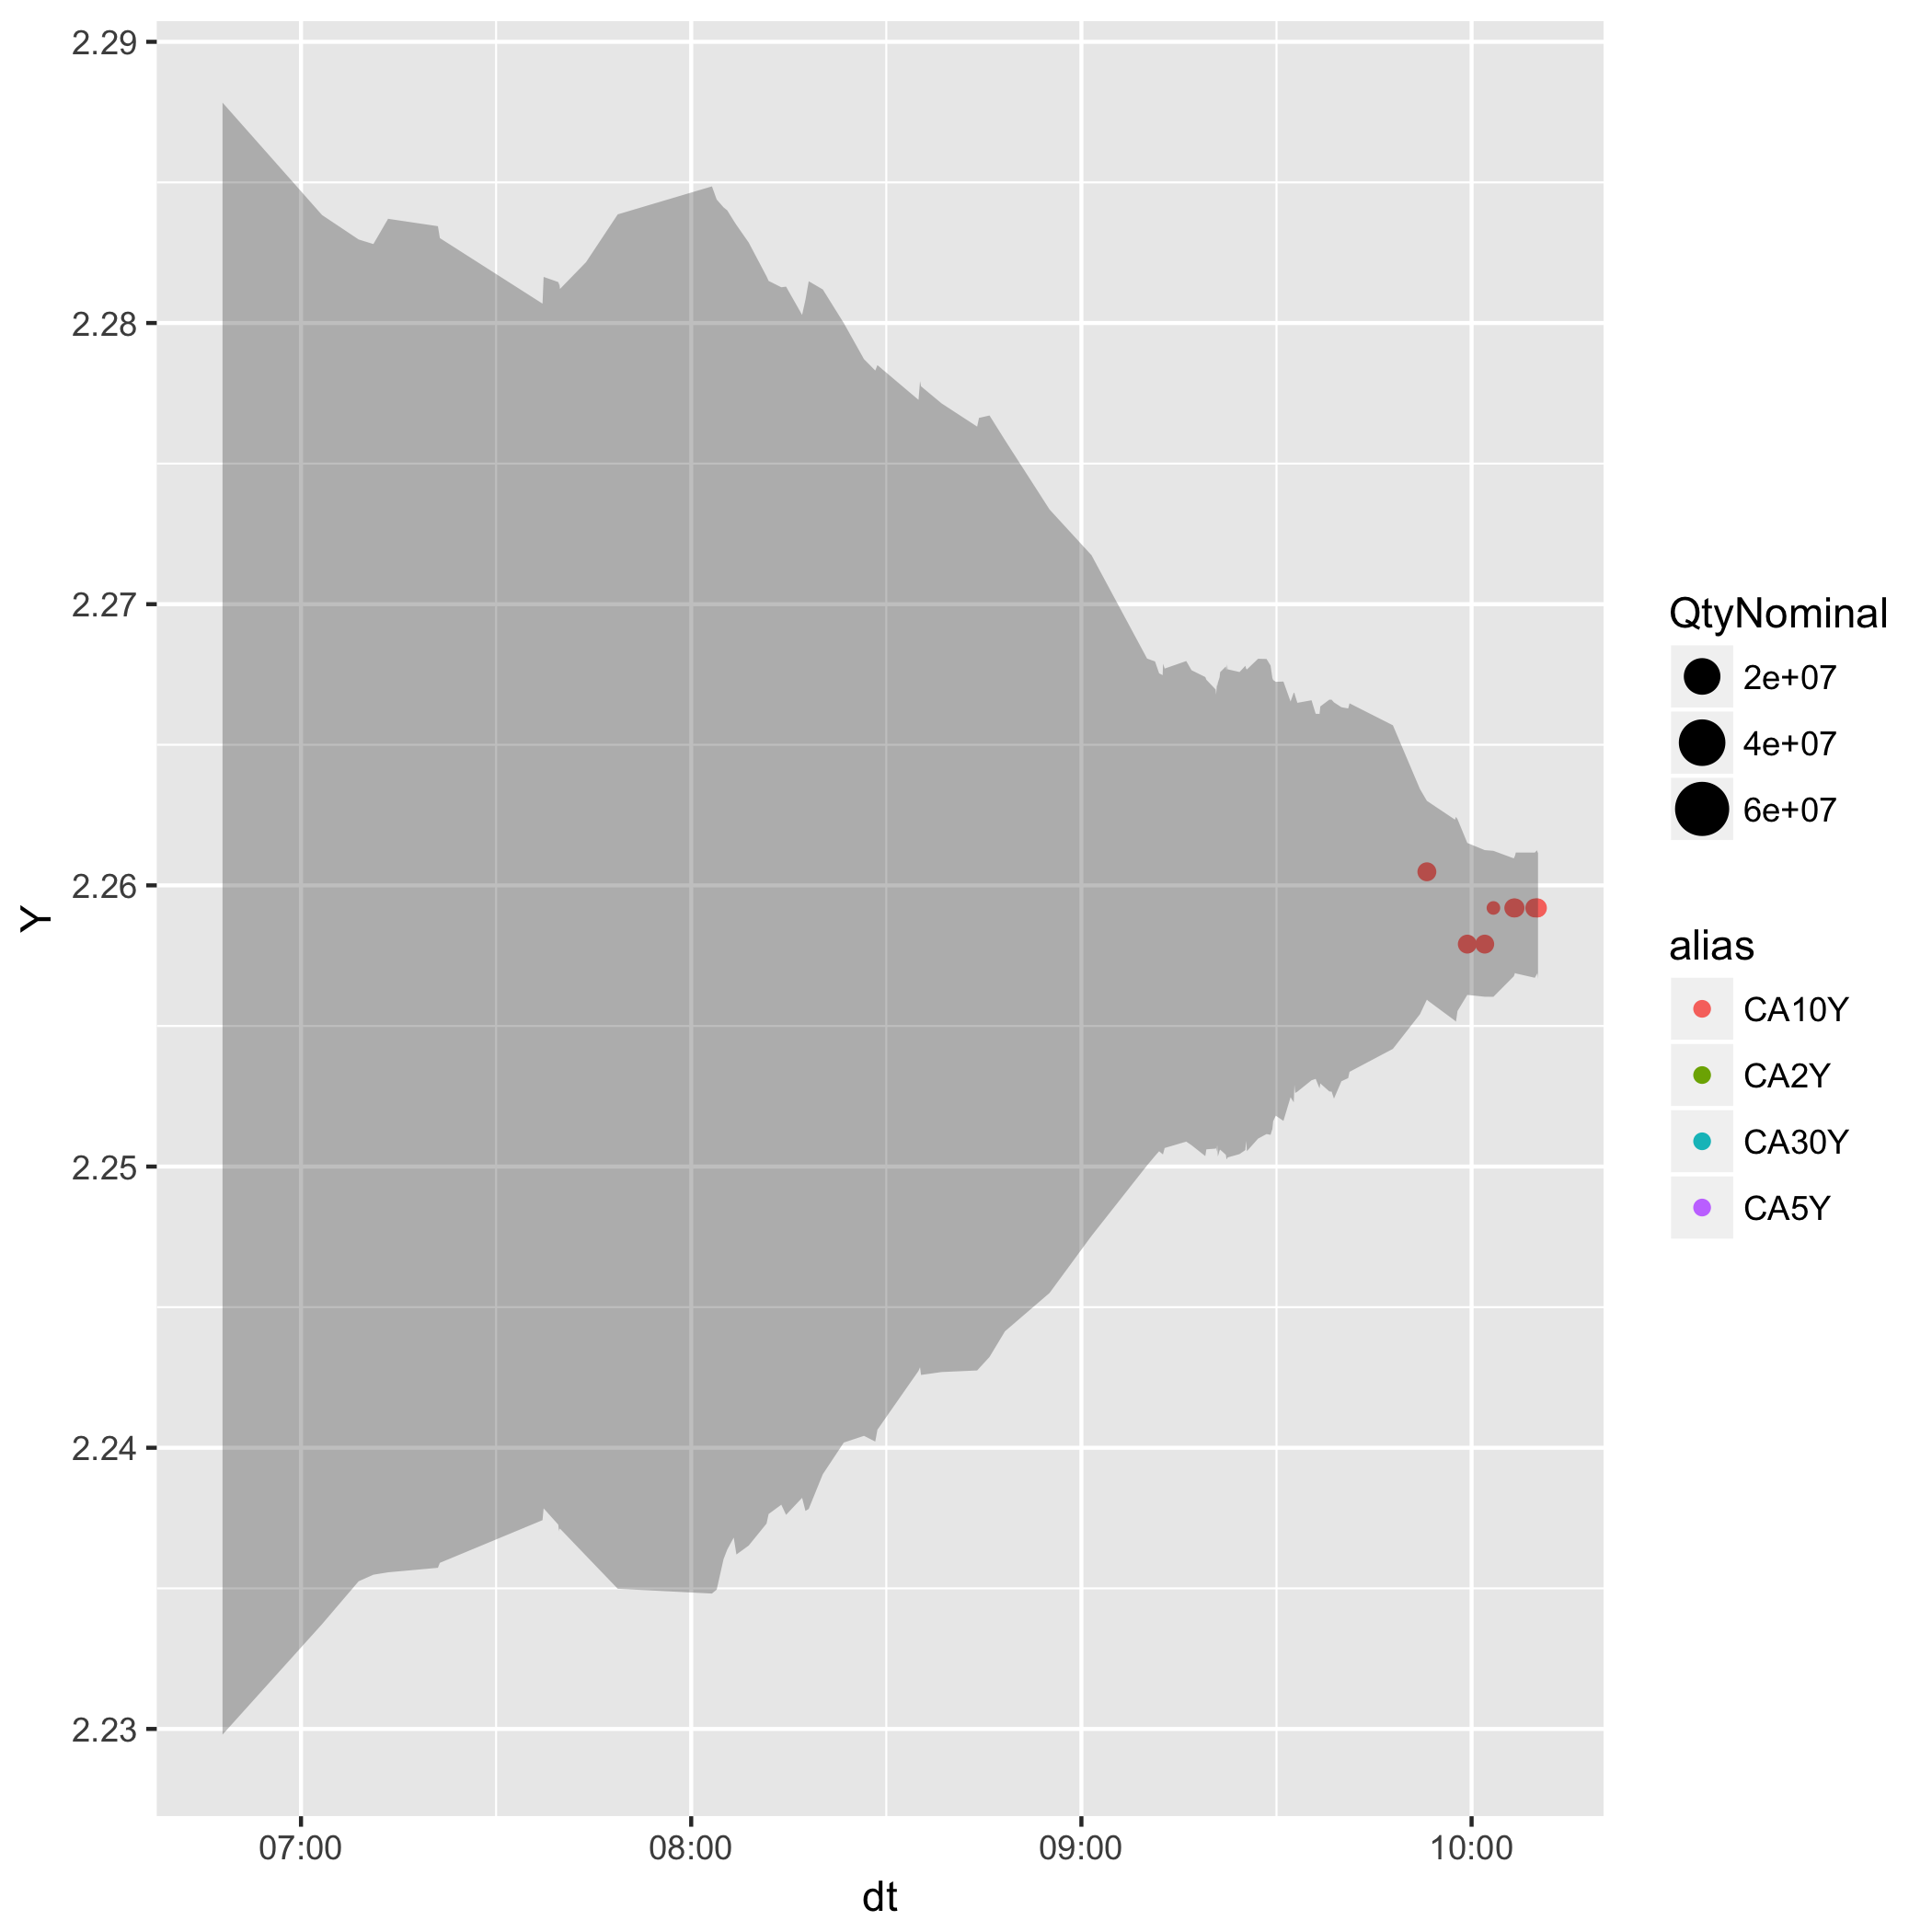 2.29
2.28
2.27
2.26
2.25
2.24
2.23
Y
07:00
08:00
09:00
10:00
dt
QtyNominal
2e+07
4e+07
6e+07
alias
CA10Y
CA2Y
CA30Y
CA5Y